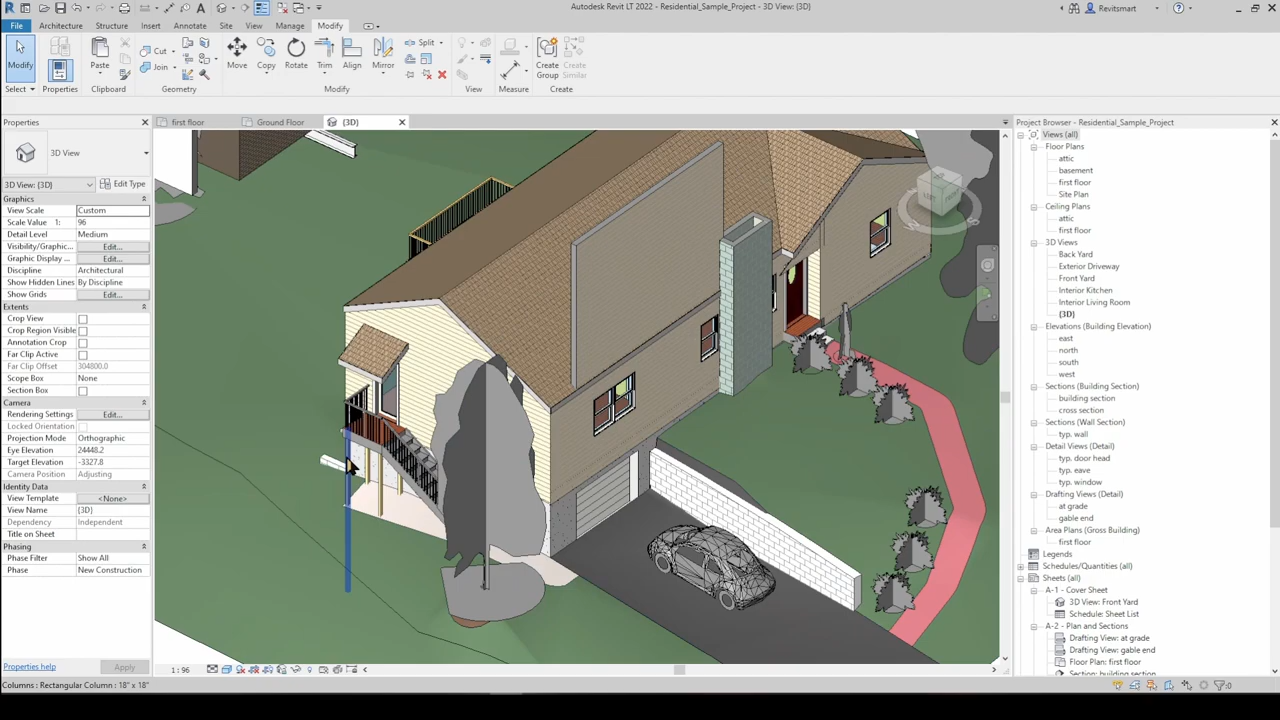 Autodesk Revit LT 2022 - Residential_Sample_Project - 3D View: {3D}
Revitsmart
File
Architecture
Structure
Insert
Annotate
Site
View
Manage
Modify
Modify
Properties
Paste
Cut
Join
Move
Copy
Rotate
Trim
Align
Mirror
Split
Create
Group
Create
Similar
Select
Properties
Clipboard
Geometry
Modify
View
Measure
Create
Properties
first floor
Ground Floor
{3D}
Project Browser - Residential_Sample_Project
3D View
3D View: {3D}
Edit Type
Graphics
View Scale Custom
Scale Value 1: 96
Detail Level Medium
Visibility/Graphic... Edit...
Graphic Display ... Edit...
Discipline Architectural
Show Hidden Lines By Discipline
Show Grids Edit...
Extents
Crop View
Crop Region Visible
Annotation Crop
Far Clip Active
Far Clip Offset 304800.0
Scope Box None
Section Box
Camera
Rendering Settings Edit...
Locked Orientation
Projection Mode Orthographic
Eye Elevation 24448.2
Target Elevation -3327.8
Camera Position Adjusting
Identity Data
View Template <None>
View Name {3D}
Dependency Independent
Title on Sheet
Phasing
Phase Filter Show All
Phase New Construction
Properties help
Apply
Views (all)
Floor Plans
attic
basement
first floor
Site Plan
Ceiling Plans
attic
first floor
3D Views
Back Yard
Exterior Driveway
Front Yard
Interior Kitchen
Interior Living Room
{3D}
Elevations (Building Elevation)
east
north
south
west
Sections (Building Section)
building section
cross section
Sections (Wall Section)
typ. wall
Detail Views (Detail)
typ. door head
typ. eave
typ. window
Drafting Views (Detail)
at grade
gable end
Area Plans (Gross Building)
first floor
Legends
Schedules/Quantities (all)
Sheets (all)
A-1 - Cover Sheet
3D View: Front Yard
Schedule: Sheet List
A-2 - Plan and Sections
Drafting View: at grade
Drafting View: gable end
Floor Plan: first floor
Section: building section
1 : 96
Columns : Rectangular Column : 18" x 18"
:0